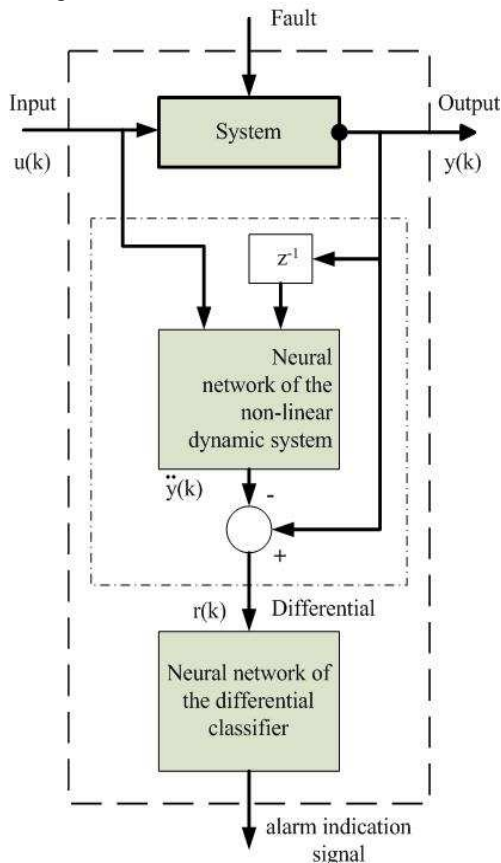 Fault
Input
Output
System
u(k)
y(k)
z⁻¹
Neural
network of the
non-linear
dynamic system
ÿ(k)
-
+
r(k)
Differential
Neural network of
the differential
classifier
alarm indication
signal